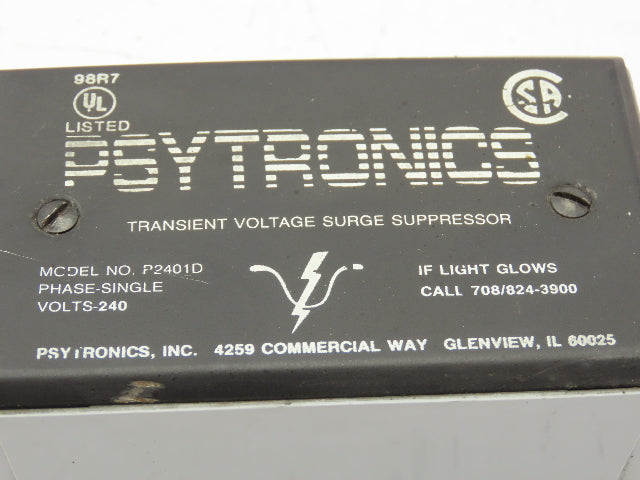 98R7
UL
LISTED
CSA
PSYTRONICS
TRANSIENT VOLTAGE SURGE SUPPRESSOR
MODEL NO. P2401D
PHASE-SINGLE
VOLTS-240
IF LIGHT GLOWS
CALL 708/824-3900
PSYTRONICS, INC. 4259 COMMERCIAL WAY GLENVIEW, IL 60025